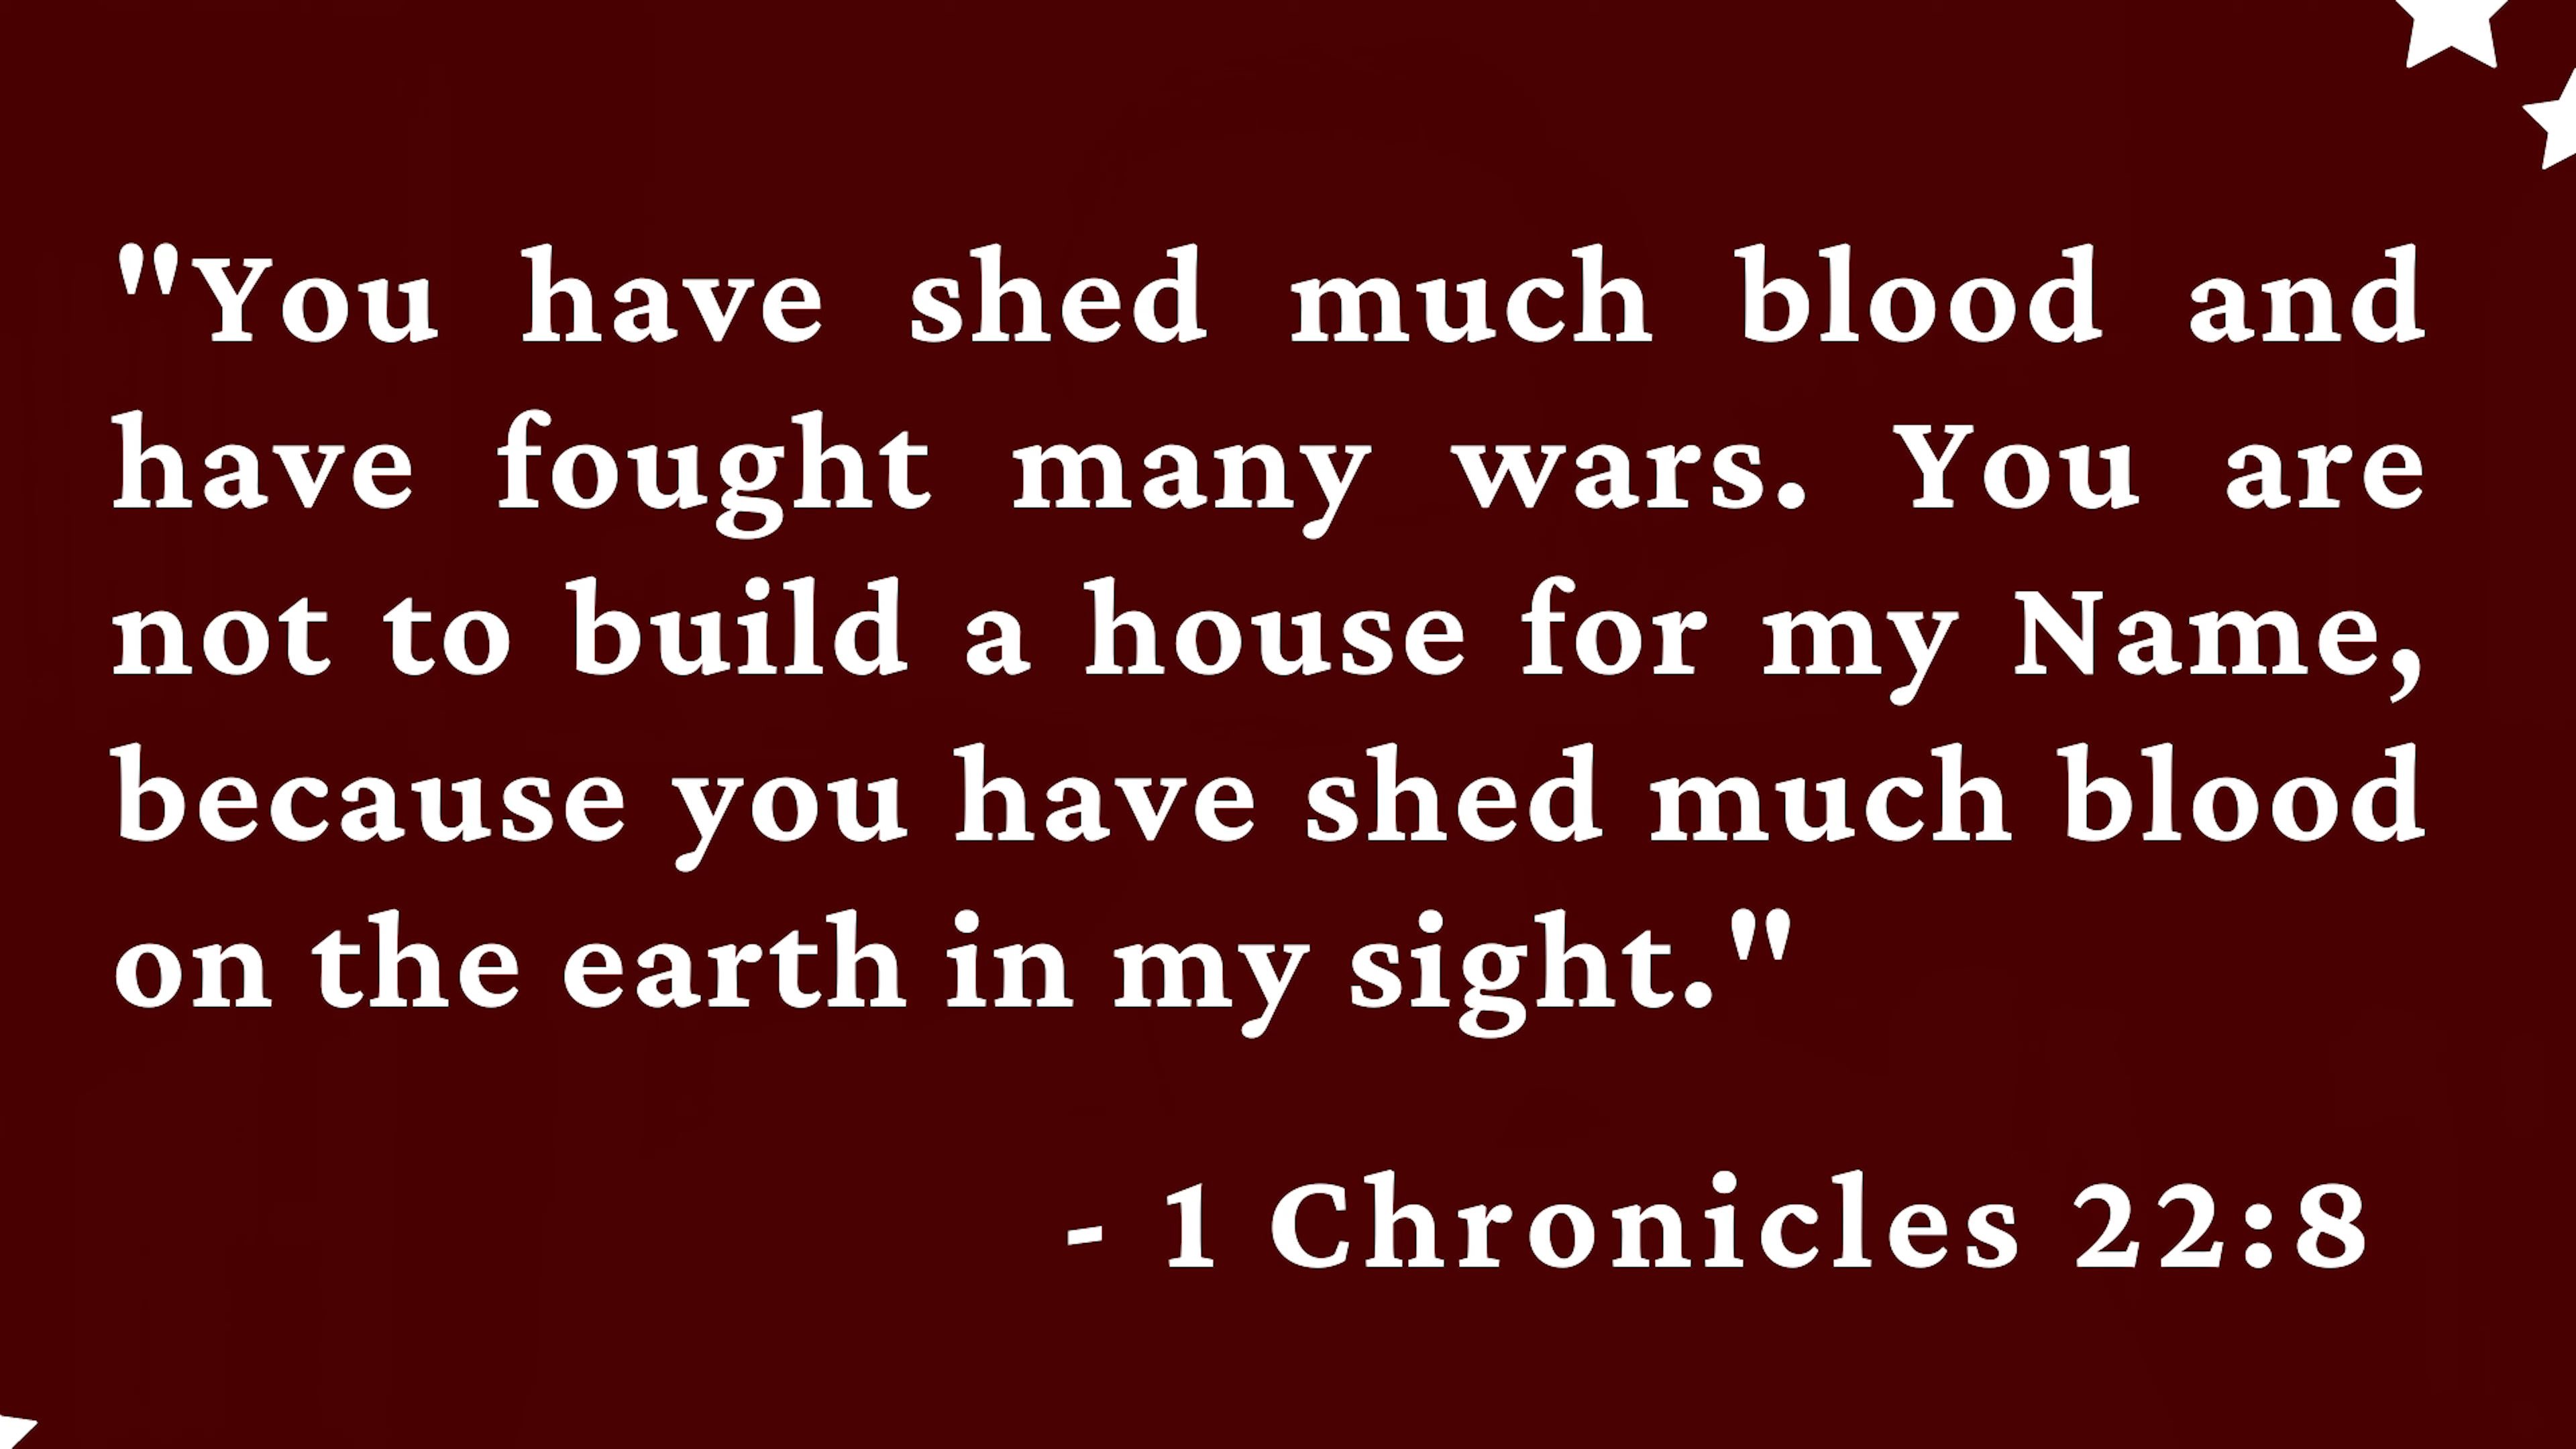 "You have shed much blood and
have fought many wars. You are
not to build a house for my Name,
because you have shed much blood
on the earth in my sight."
- 1 Chronicles 22:8